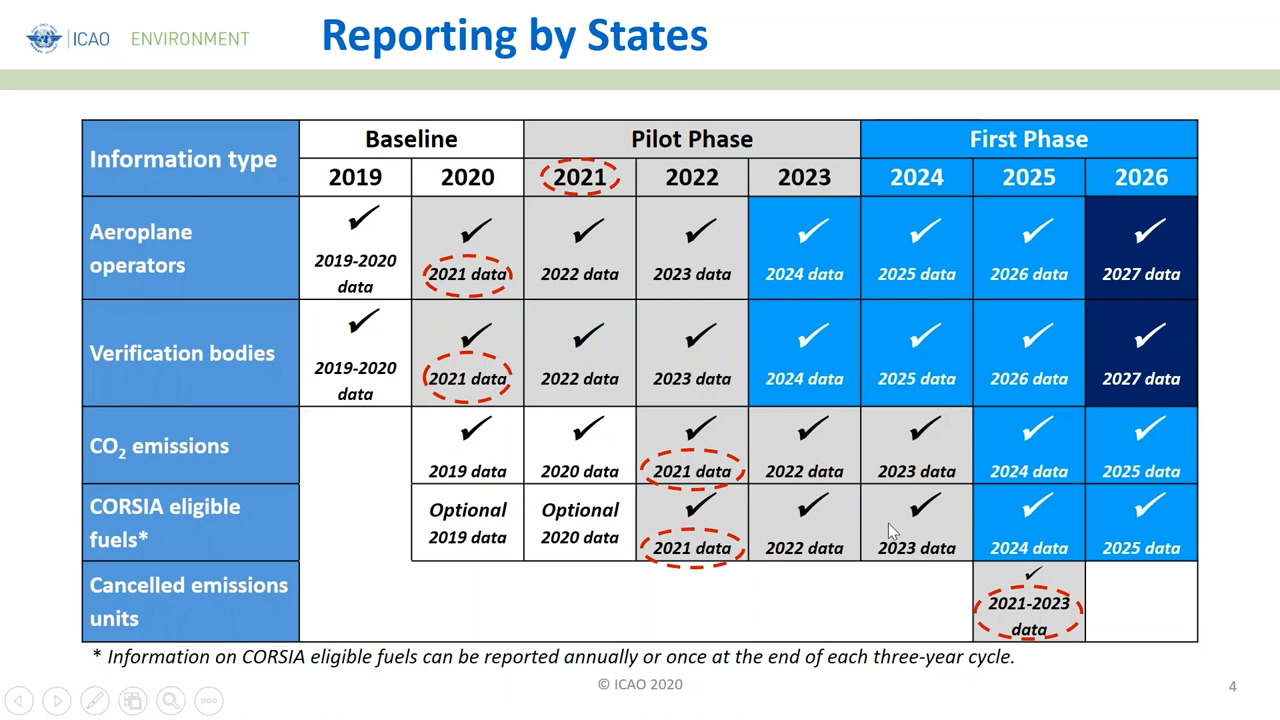 ICAO ENVIRONMENT
Reporting by States
Information type
Baseline
Pilot Phase
First Phase
2019
2020
2021
2022
2023
2024
2025
2026
Aeroplane
operators
✓
✓
✓
✓
✓
✓
✓
✓
2019-2020
data
2021 data
2022 data
2023 data
2024 data
2025 data
2026 data
2027 data
Verification bodies
✓
✓
✓
✓
✓
✓
✓
✓
2019-2020
data
2021 data
2022 data
2023 data
2024 data
2025 data
2026 data
2027 data
CO₂ emissions
✓
✓
✓
✓
✓
✓
✓
2019 data
2020 data
2021 data
2022 data
2023 data
2024 data
2025 data
CORSIA eligible
fuels*
Optional
2019 data
Optional
2020 data
✓
✓
✓
✓
✓
2021 data
2022 data
2023 data
2024 data
2025 data
Cancelled emissions
units
✓
2021-2023
data
* Information on CORSIA eligible fuels can be reported annually or once at the end of each three-year cycle.
© ICAO 2020
4